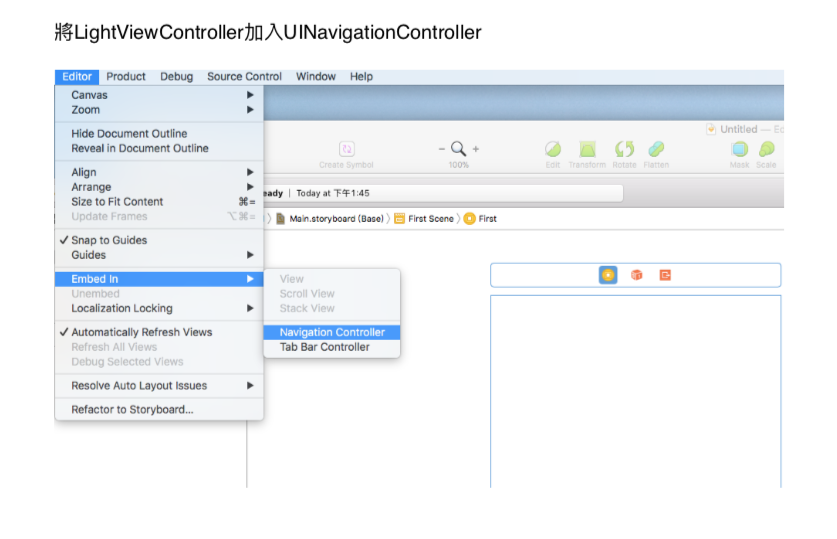 將LightViewController加入UINavigationController
Editor Product Debug Source Control Window Help
Canvas
Zoom
Hide Document Outline
Reveal in Document Outline
Align
Arrange
Size to Fit Content ⌘=
Update Frames ⌥⌘=
✓ Snap to Guides
Guides
Embed In
Unembed
Localization Locking
✓ Automatically Refresh Views
Refresh All Views
Debug Selected Views
Resolve Auto Layout Issues
Refactor to Storyboard...
View
Scroll View
Stack View
Navigation Controller
Tab Bar Controller
Untitled —
Create Symbol
− +
100%
Edit Transform Rotate Flatten
Mask Scale
Today at 下午1:45
Main.storyboard (Base) 〉 First Scene 〉 First